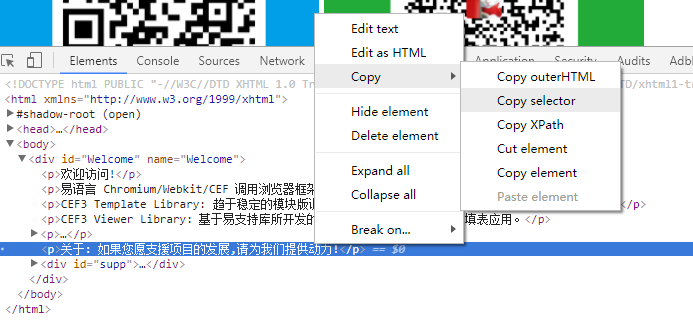 Edit text
Edit as HTML
Copy
Hide element
Delete element
Expand all
Collapse all
Break on...
Copy outerHTML
Copy selector
Copy XPath
Cut element
Copy element
Paste element
Elements Console Sources Network Application Security Audits Ad
<!DOCTYPE html PUBLIC "-//W3C//DTD XHTML 1.0 Tra TD/xhtml1-tr
<html xmlns="http://www.w3.org/1999/xhtml">
#shadow-root (open)
<head>…</head>
<body>
<div id="Welcome" name="Welcome">
<p>欢迎访问!</p>
<p>易语言 Chromium/Webkit/CEF 调用浏览器框架
<p>CEF3 Template Library: 趋于稳定的模块版
<p>CEF3 Viewer Library: 基于易支持库所开发的 填表应用。</p>
<p>…</p>
<p>关于: 如果您愿支援项目的发展,请为我们提供动力!</p> == $0
<div id="supp">…</div>
</div>
</body>
</html>